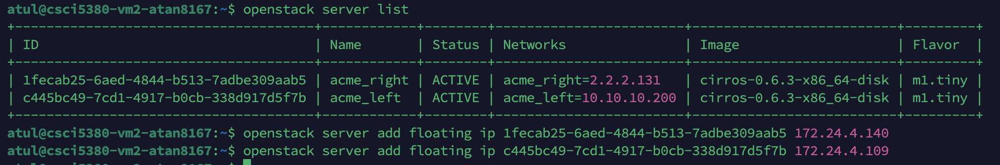 atul@csci5380-vm2-atan8167:~$ openstack server list
+--------------------------------------+------------+--------+------------------------+--------------------------+---------+
| ID                                   | Name       | Status | Networks               | Image                    | Flavor  |
+--------------------------------------+------------+--------+------------------------+--------------------------+---------+
| 1fecab25-6aed-4844-b513-7adbe309aab5 | acme_right | ACTIVE | acme_right=2.2.2.131   | cirros-0.6.3-x86_64-disk | m1.tiny |
| c445bc49-7cd1-4917-b0cb-338d917d5f7b | acme_left  | ACTIVE | acme_left=10.10.10.200 | cirros-0.6.3-x86_64-disk | m1.tiny |
+--------------------------------------+------------+--------+------------------------+--------------------------+---------+
atul@csci5380-vm2-atan8167:~$ openstack server add floating ip 1fecab25-6aed-4844-b513-7adbe309aab5 172.24.4.140
atul@csci5380-vm2-atan8167:~$ openstack server add floating ip c445bc49-7cd1-4917-b0cb-338d917d5f7b 172.24.4.109
atul@csci5380-vm2-atan8167:~$